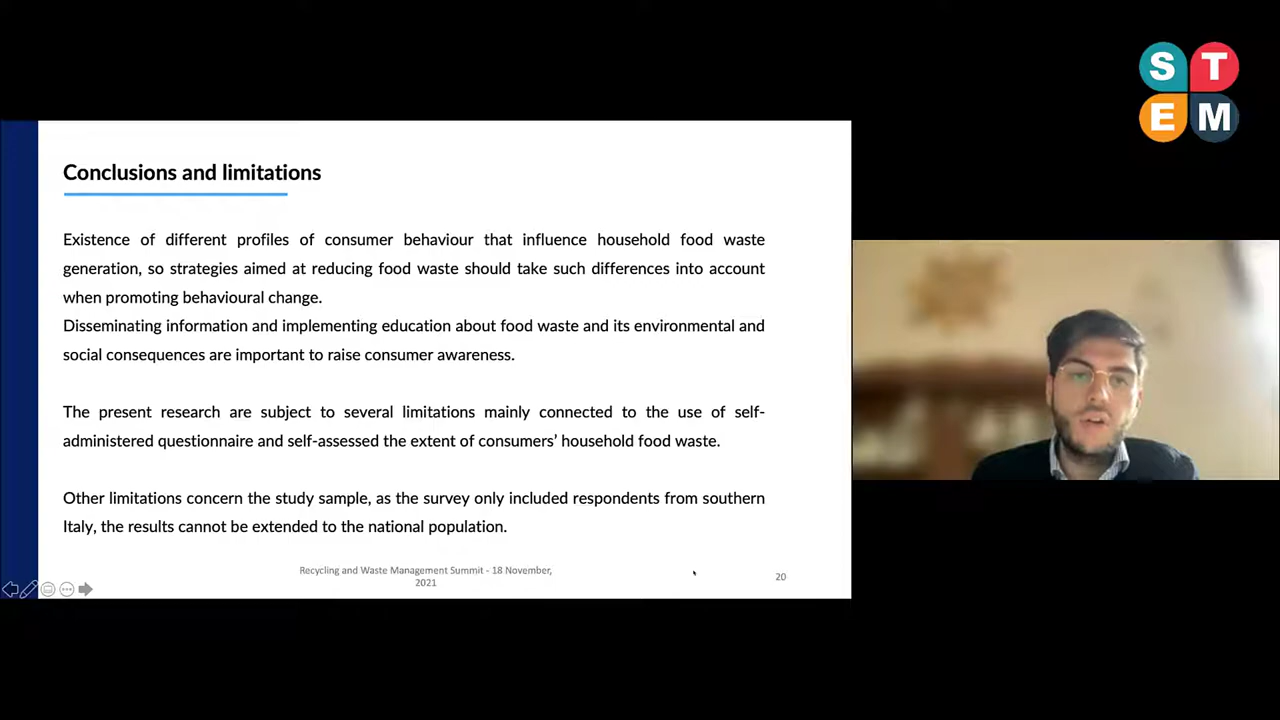 S T
E M
Conclusions and limitations
Existence of different profiles of consumer behaviour that influence household food waste
generation, so strategies aimed at reducing food waste should take such differences into account
when promoting behavioural change.
Disseminating information and implementing education about food waste and its environmental and
social consequences are important to raise consumer awareness.
The present research are subject to several limitations mainly connected to the use of self-
administered questionnaire and self-assessed the extent of consumers’ household food waste.
Other limitations concern the study sample, as the survey only included respondents from southern
Italy, the results cannot be extended to the national population.
Recycling and Waste Management Summit - 18 November,
2021
20